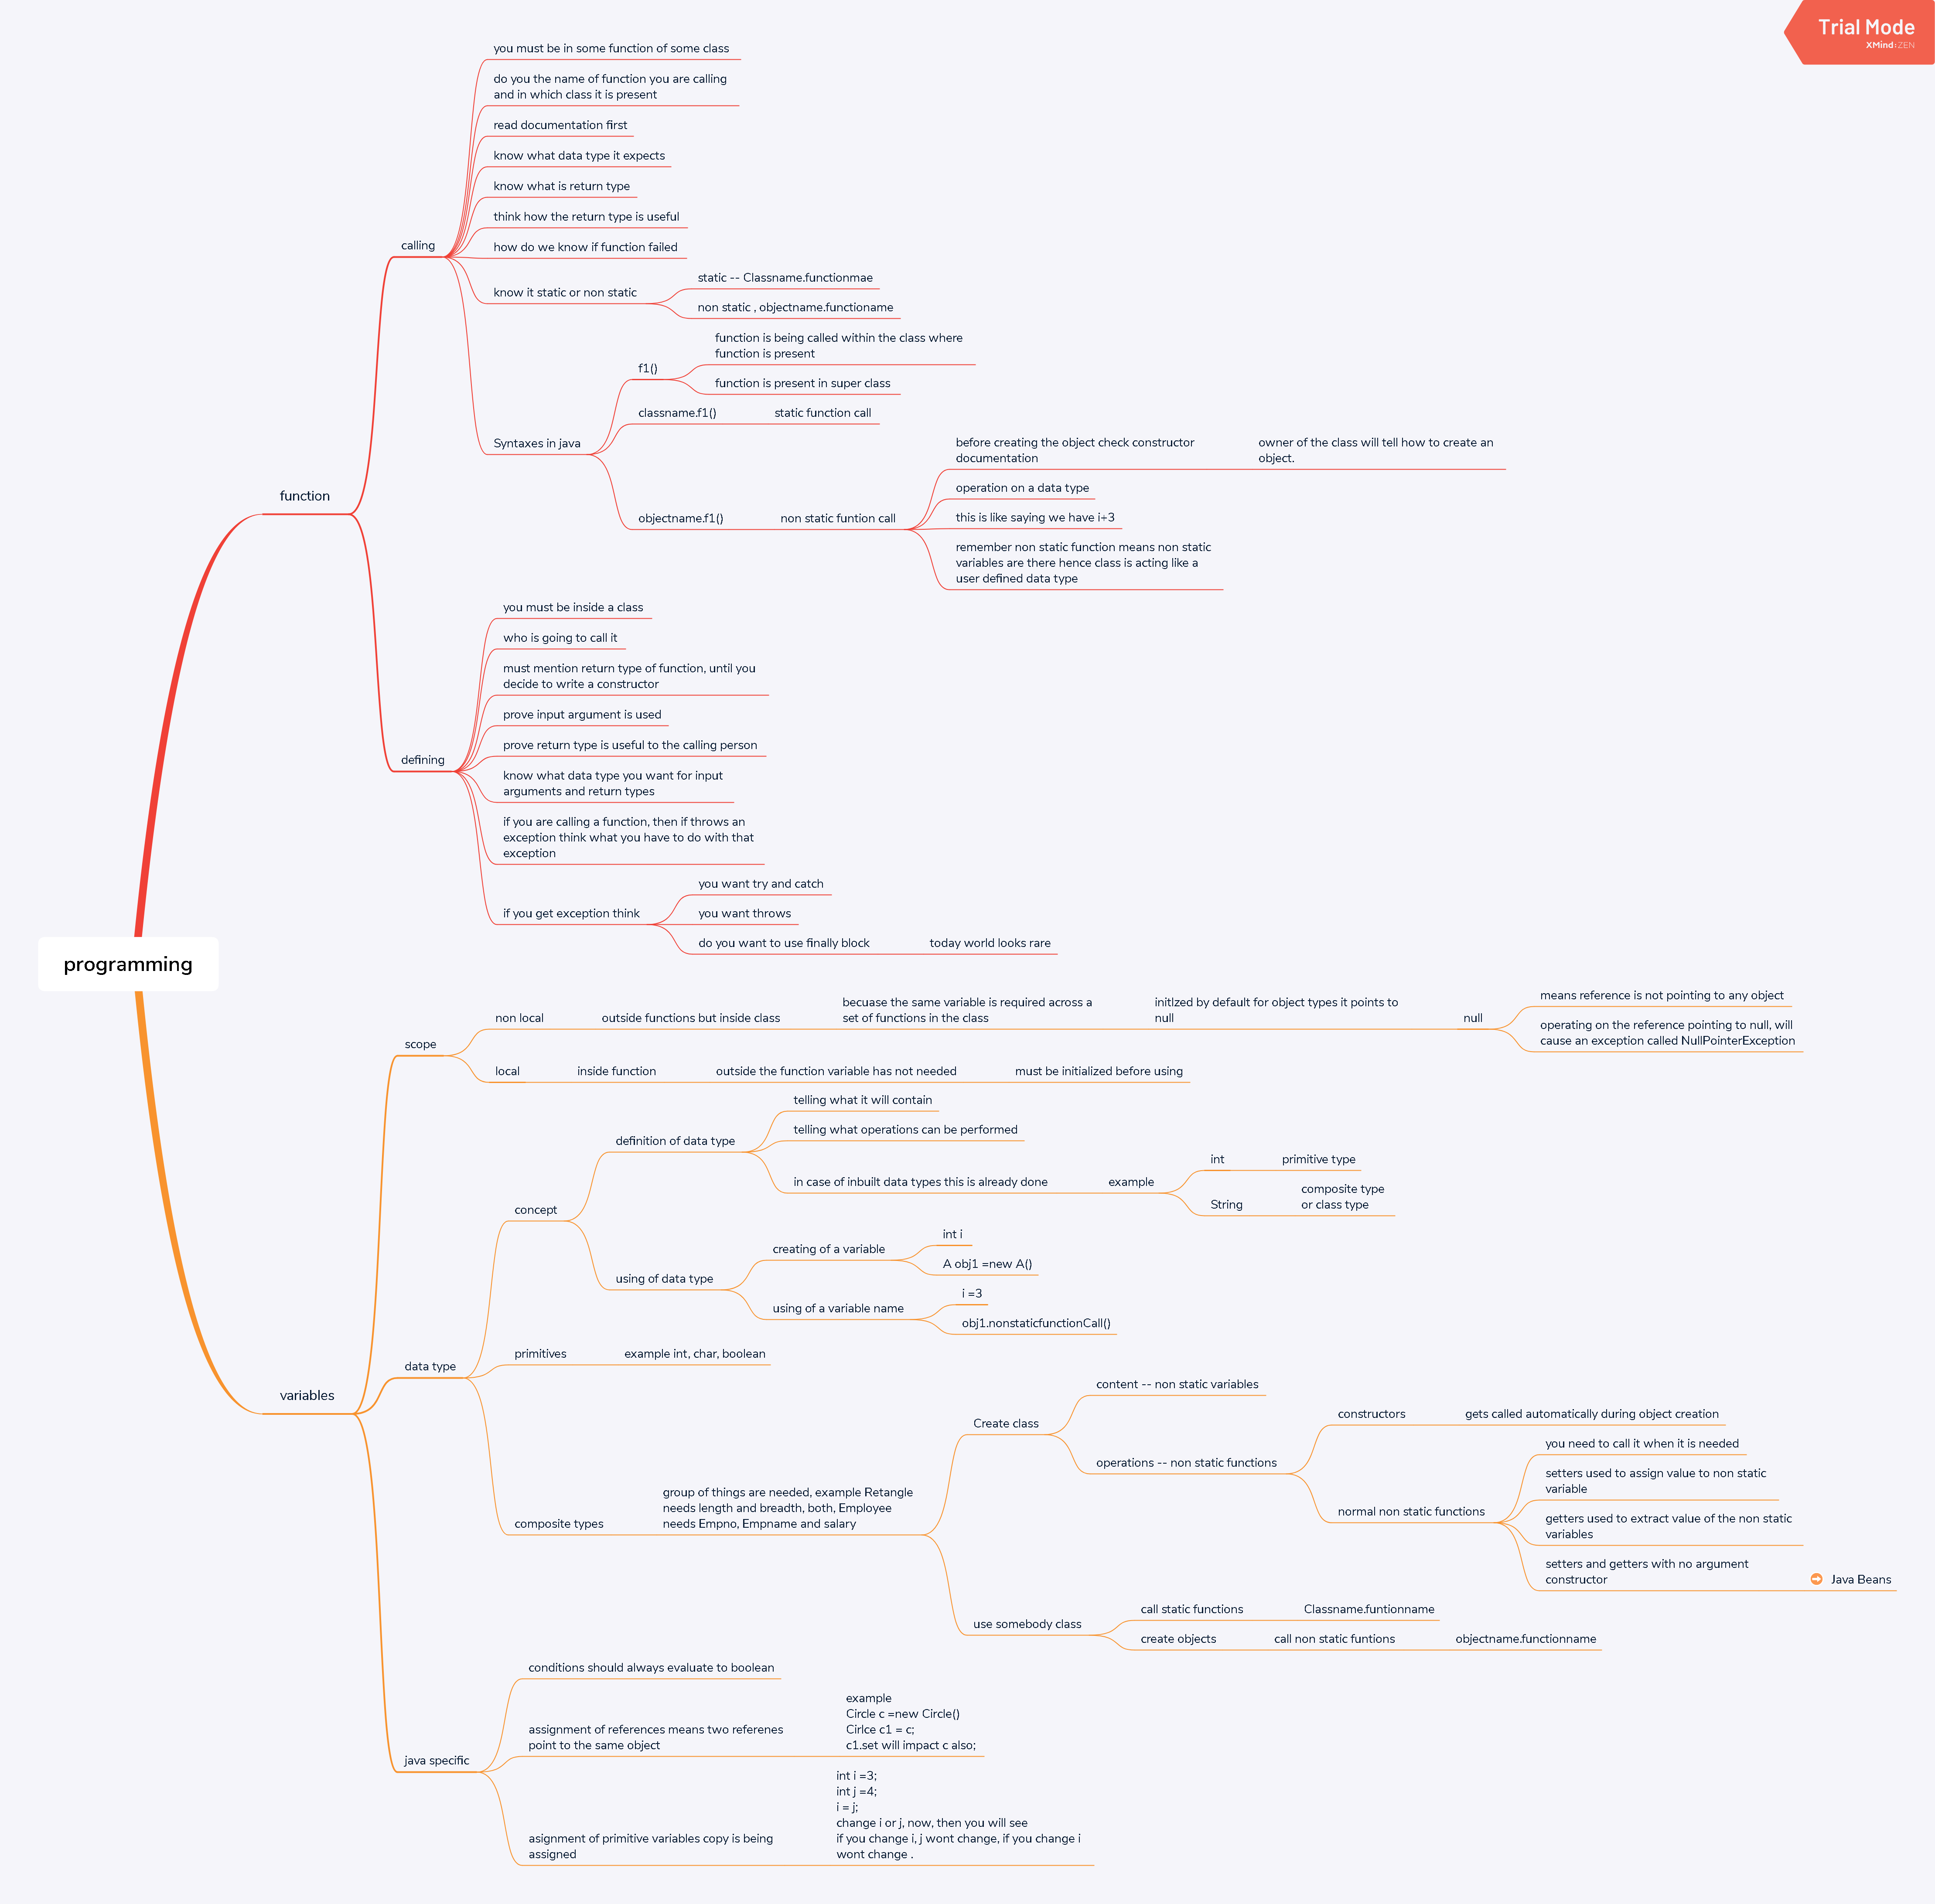 Trial Mode
XMind:ZEN
programming
function
calling
you must be in some function of some class
do you the name of function you are calling
and in which class it is present
read documentation first
know what data type it expects
know what is return type
think how the return type is useful
how do we know if function failed
know it static or non static
static -- Classname.functionmae
non static , objectname.functioname
Syntaxes in java
f1()
function is being called within the class where
function is present
function is present in super class
classname.f1()
static function call
objectname.f1()
non static funtion call
before creating the object check constructor
documentation
owner of the class will tell how to create an
object.
operation on a data type
this is like saying we have i+3
remember non static function means non static
variables are there hence class is acting like a
user defined data type
defining
you must be inside a class
who is going to call it
must mention return type of function, until you
decide to write a constructor
prove input argument is used
prove return type is useful to the calling person
know what data type you want for input
arguments and return types
if you are calling a function, then if throws an
exception think what you have to do with that
exception
if you get exception think
you want try and catch
you want throws
do you want to use finally block
today world looks rare
variables
scope
non local
outside functions but inside class
becuase the same variable is required across a
set of functions in the class
initlzed by default for object types it points to
null
null
means reference is not pointing to any object
operating on the reference pointing to null, will
cause an exception called NullPointerException
local
inside function
outside the function variable has not needed
must be initialized before using
data type
concept
definition of data type
telling what it will contain
telling what operations can be performed
in case of inbuilt data types this is already done
example
int
primitive type
String
composite type
or class type
using of data type
creating of a variable
int i
A obj1 =new A()
using of a variable name
i =3
obj1.nonstaticfunctionCall()
primitives
example int, char, boolean
composite types
group of things are needed, example Retangle
needs length and breadth, both, Employee
needs Empno, Empname and salary
Create class
content -- non static variables
operations -- non static functions
constructors
gets called automatically during object creation
normal non static functions
you need to call it when it is needed
setters used to assign value to non static
variable
getters used to extract value of the non static
variables
setters and getters with no argument
constructor
Java Beans
use somebody class
call static functions
Classname.funtionname
create objects
call non static funtions
objectname.functionname
java specific
conditions should always evaluate to boolean
assignment of references means two referenes
point to the same object
example
Circle c =new Circle()
Cirlce c1 = c;
c1.set will impact c also;
asignment of primitive variables copy is being
assigned
int i =3;
int j =4;
i = j;
change i or j, now, then you will see
if you change i, j wont change, if you change i
wont change .